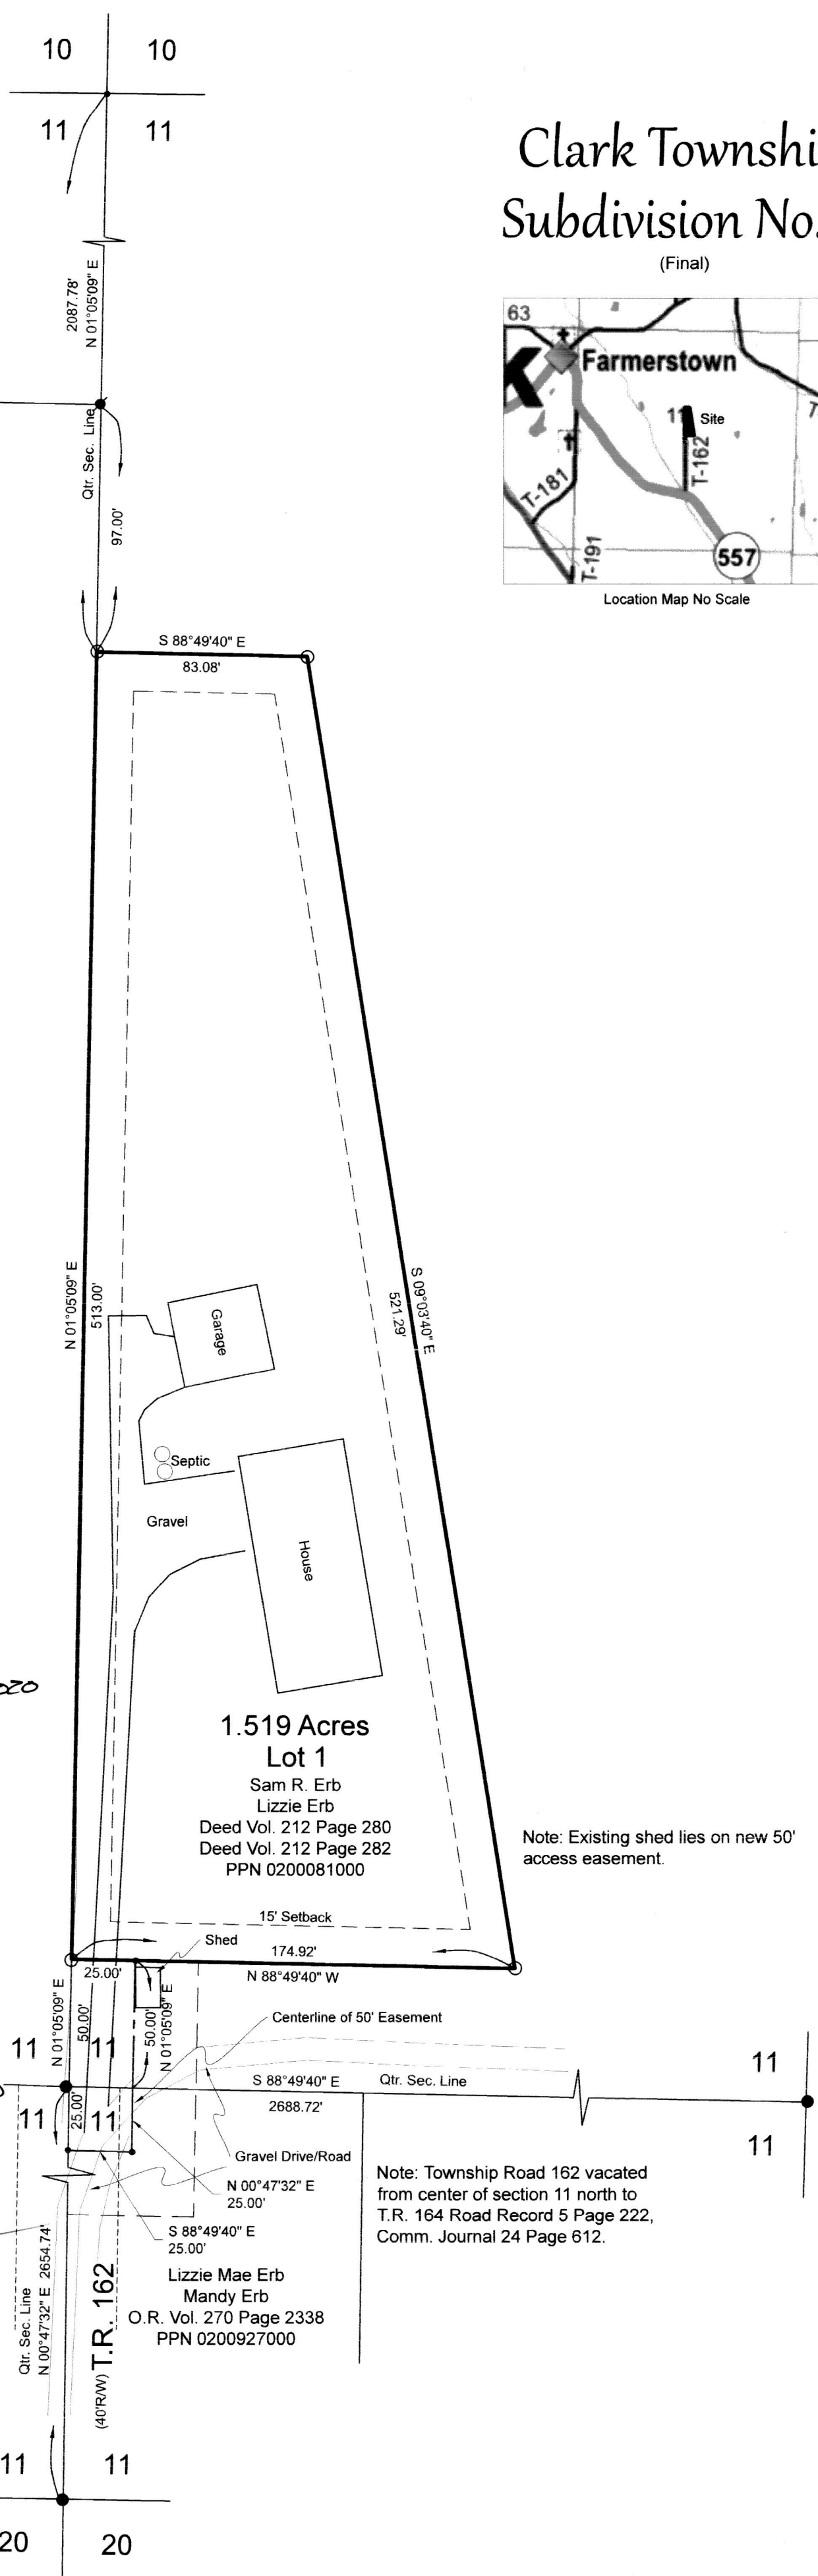 10 10
11 11
Clark Townshi
Subdivision No.
(Final)
2087.78'
N 01°05'09" E
63
Farmerstown
K
11 Site
7
T-162
T-181
T-191
557
Location Map No Scale
Qtr. Sec. Line
97.00'
S 88°49'40" E
83.08'
N 01°05'09" E
513.00'
S 09°03'40" E
521.29'
Garage
Septic
Gravel
House
1.519 Acres
Lot 1
Sam R. Erb
Lizzie Erb
Deed Vol. 212 Page 280
Deed Vol. 212 Page 282
PPN 0200081000
Note: Existing shed lies on new 50'
access easement.
15' Setback
Shed
174.92'
N 88°49'40" W
25.00'
N 01°05'09" E
50.00'
50.00'
N 01°05'09" E
Centerline of 50' Easement
11 11
11
S 88°49'40" E Qtr. Sec. Line
2688.72'
11 11
25.00'
11
Gravel Drive/Road
N 00°47'32" E
25.00'
S 88°49'40" E
25.00'
Note: Township Road 162 vacated
from center of section 11 north to
T.R. 164 Road Record 5 Page 222,
Comm. Journal 24 Page 612.
Lizzie Mae Erb
Mandy Erb
O.R. Vol. 270 Page 2338
PPN 0200927000
Qtr. Sec. Line
N 00°47'32" E 2654.74'
(40'R/W) T.R. 162
11 11
20 20